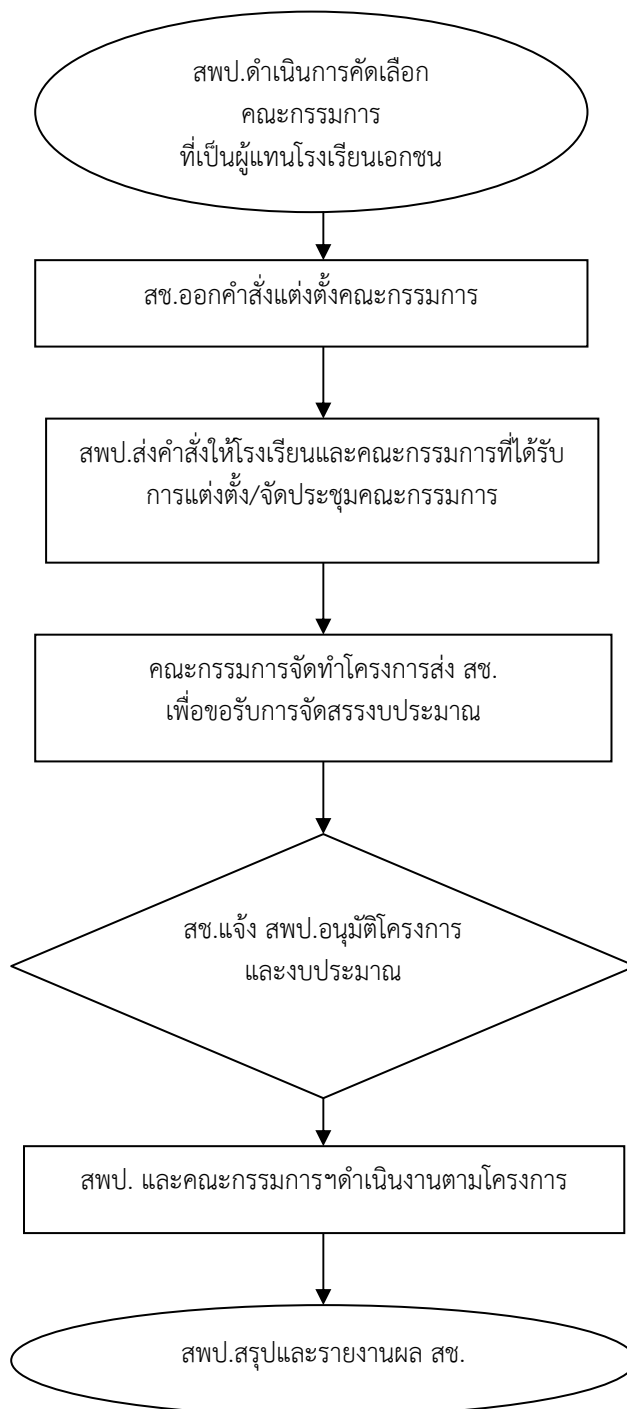 สพป.ดำเนินการคัดเลือก
คณะกรรมการ
ที่เป็นผู้แทนโรงเรียนเอกชน
สช.ออกคำสั่งแต่งตั้งคณะกรรมการ
สพป.ส่งคำสั่งให้โรงเรียนและคณะกรรมการที่ได้รับ
การแต่งตั้ง/จัดประชุมคณะกรรมการ
คณะกรรมการจัดทำโครงการส่ง สช.
เพื่อขอรับการจัดสรรงบประมาณ
สช.แจ้ง สพป.อนุมัติโครงการ
และงบประมาณ
สพป. และคณะกรรมการฯดำเนินงานตามโครงการ
สพป.สรุปและรายงานผล สช.